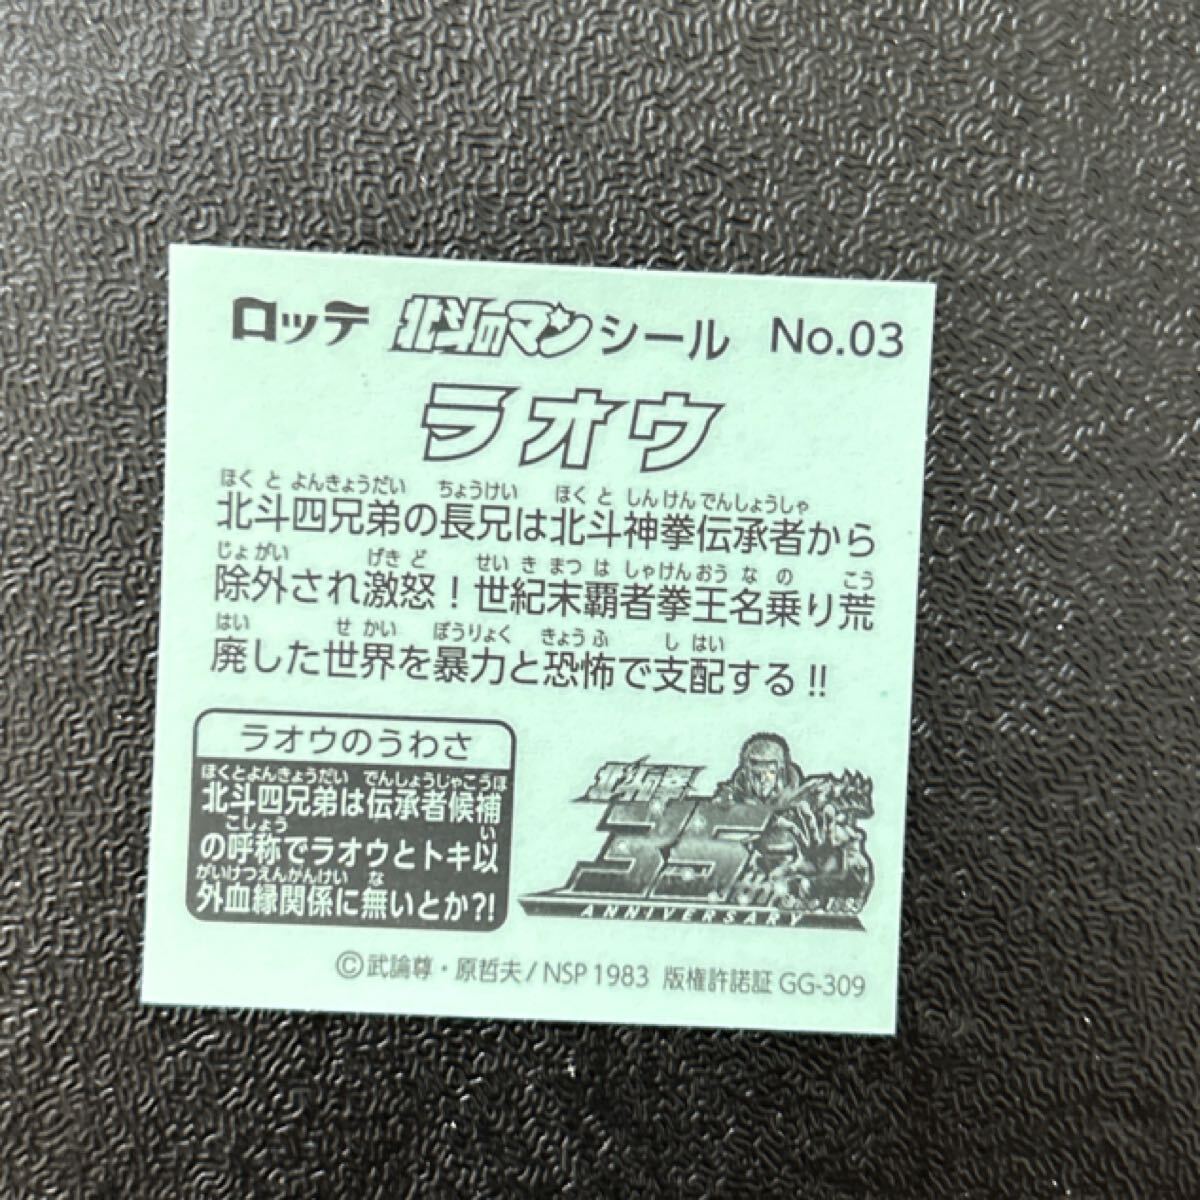 ロッテ 北斗のマンシール No.03
ラオウ
ほくとよんきょうだい ちょうけい ほくとしんけんでんしょうしゃ
北斗四兄弟の長兄は北斗神拳伝承者から
じょがい げきど せいきまつはしゃけんおうなの こう
除外され激怒！世紀末覇者拳王名乗り荒
はい せかい ぼうりょく きょうふ しはい
廃した世界を暴力と恐怖で支配する!!
ラオウのうわさ
ほくとよんきょうだい でんしょうじゃこうほ
北斗四兄弟は伝承者候補
こしょう い
の呼称でラオウとトキ以
がいけつえんかんけい な
外血縁関係に無いとか?!
北斗の拳
35
ANNIVERSARY
©武論尊・原哲夫/NSP 1983 版権許諾証 GG-309